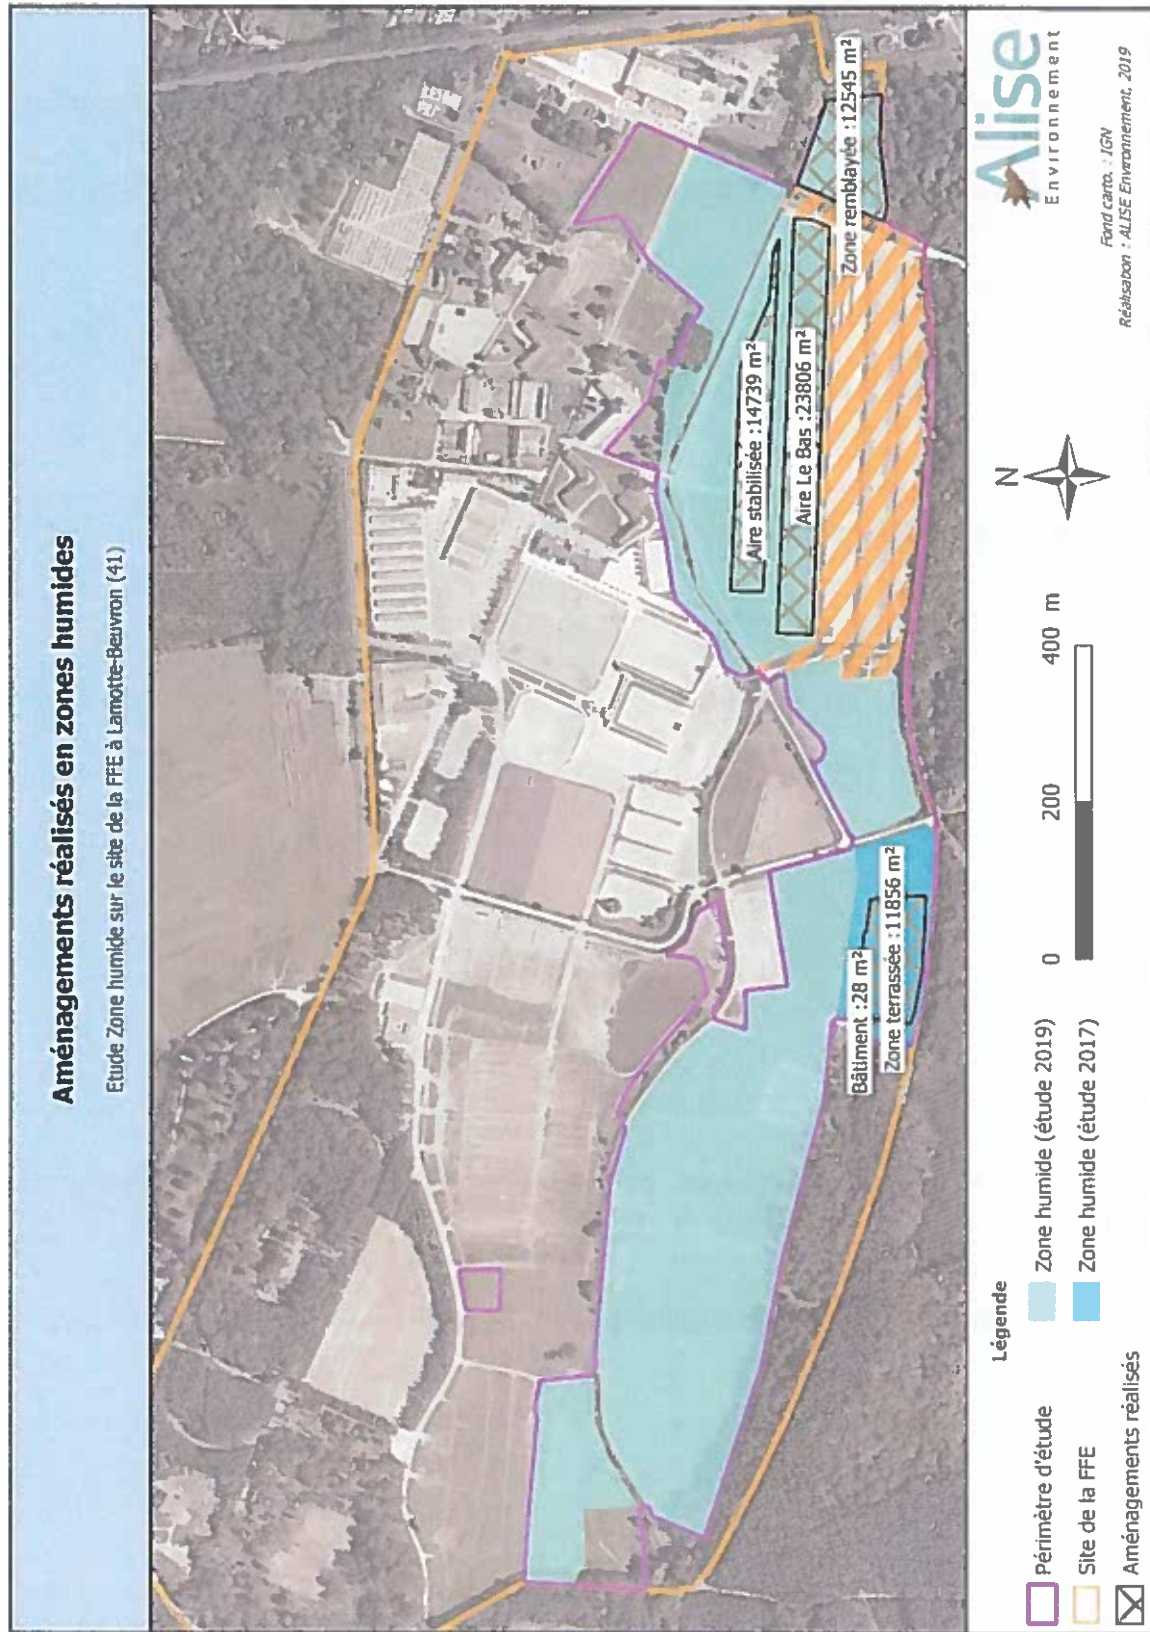 Aménagements réalisés en zones humides
Etude Zone humide sur le site de la FFE à Lamotte-Beuvron (41)
Zone remblayée :12545 m²
Aire stabilisée :14739 m²
Aire Le Bas :23806 m²
Bâtiment :28 m²
Zone terrassée :11856 m²
Légende
Périmètre d'étude
Site de la FFE
Aménagements réalisés
Zone humide (étude 2019)
Zone humide (étude 2017)
0 200 400 m
N
Alise
Environnement
Fond carto. : IGN
Réalisation : ALISE Environnement, 2019